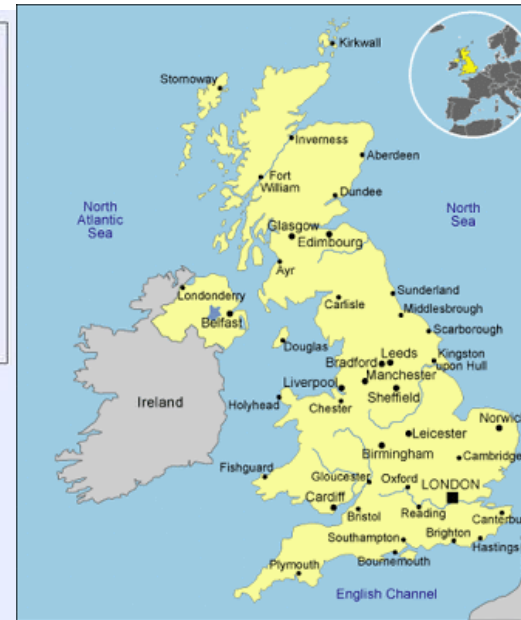 Kirkwall
Stornoway
Inverness
Aberdeen
Fort
William
Dundee
North
Atlantic
Sea
North
Sea
Glasgow
Edimbourg
Ayr
Londonderry
Belfast
Carlisle
Sunderland
Middlesbrough
Scarborough
Douglas
Bradford
Leeds
Kingston
upon Hull
Manchester
Liverpool
Sheffield
Chester
Holyhead
Ireland
Norwic
Leicester
Birmingham
Cambridge
Fishguard
Gloucester
Oxford
LONDON
Cardiff
Bristol
Reading
Canterbu
Southampton
Brighton
Hastings
Bournemouth
Plymouth
English Channel